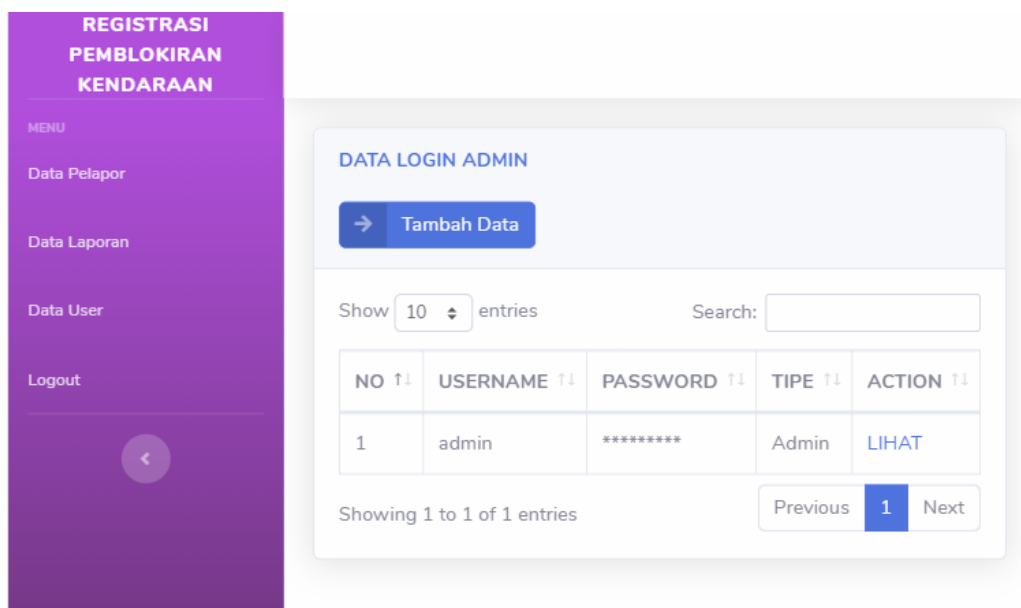 REGISTRASI
PEMBLOKIRAN
KENDARAAN
MENU
Data Pelapor
Data Laporan
Data User
Logout
DATA LOGIN ADMIN
Tambah Data
Show 10 entries Search:
NO USERNAME PASSWORD TIPE ACTION
1 admin ********* Admin LIHAT
Showing 1 to 1 of 1 entries
Previous 1 Next